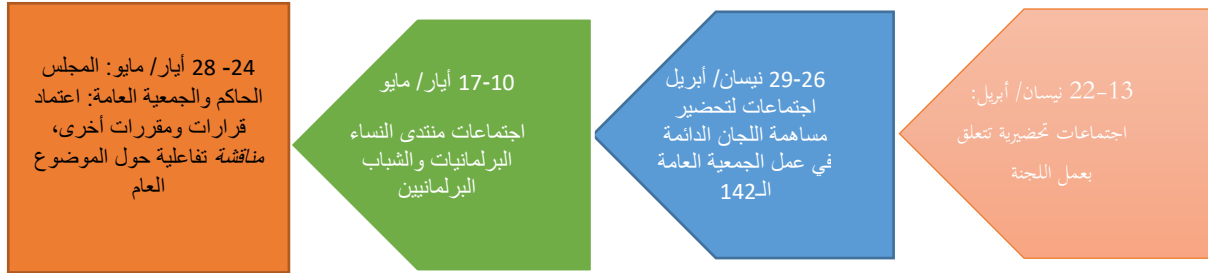 13–22 نيسان/ أبريل:
اجتماعات تحضيرية تتعلق
بعمل اللجنة
26-29 نيسان/ أبريل
اجتماعات لتحضير
مساهمة اللجان الدائمة
في عمل الجمعية العامة
الـ142
10-17 أيار/ مايو
اجتماعات منتدى النساء
البرلمانيات والشباب
البرلمانيين
24- 28 أيار/ مايو: المجلس
الحاكم والجمعية العامة: اعتماد
قرارات ومقررات أخرى،
مناقشة تفاعلية حول الموضوع
العام